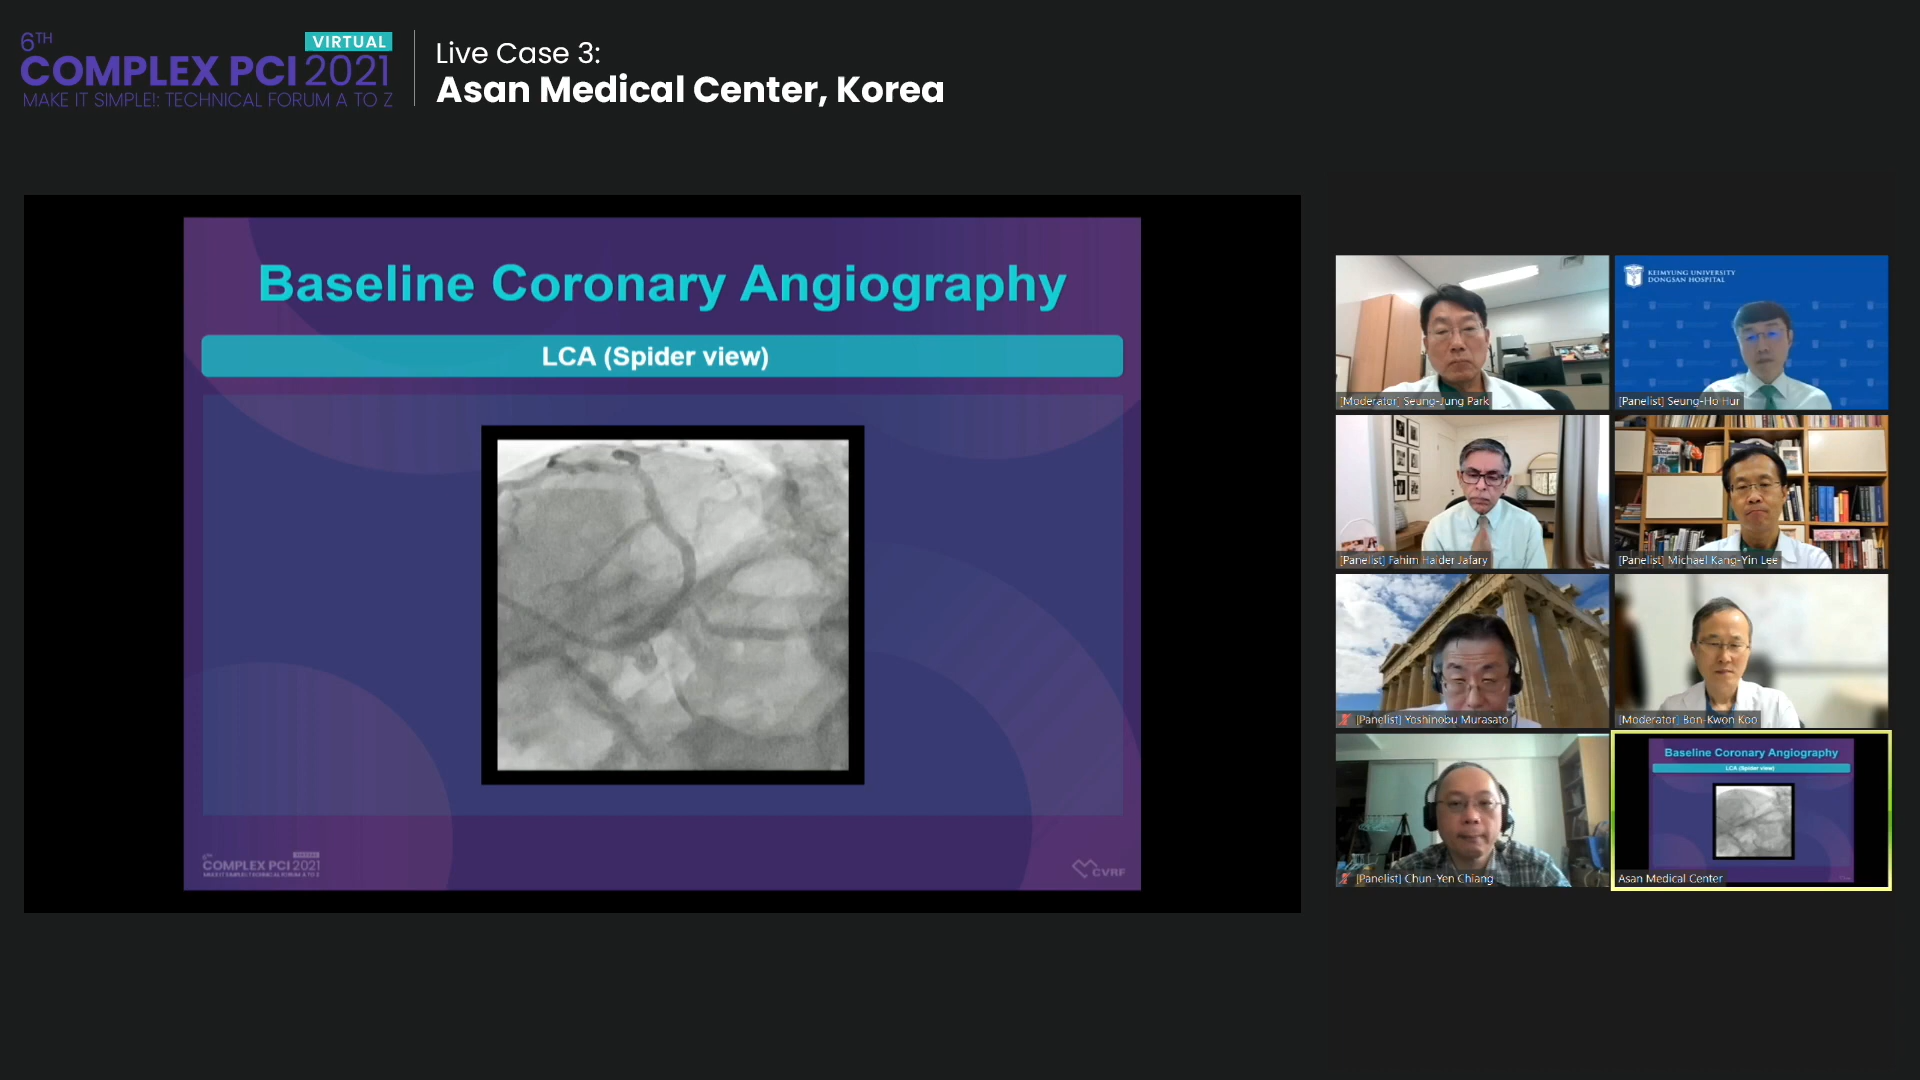 6TH
VIRTUAL
COMPLEX PCI 2021
MAKE IT SIMPLE!: TECHNICAL FORUM A TO Z
Live Case 3:
Asan Medical Center, Korea
Baseline Coronary Angiography
LCA (Spider view)
COMPLEX PCI 2021
MAKE IT SIMPLE!: TECHNICAL FORUM A TO Z
CVRF
[Moderator] Seung-Jung Park
KEIMYUNG UNIVERSITY
DONGSAN HOSPITAL
[Panelist] Seung-Ho Hur
[Panelist] Fahim Haider Jafary
[Panelist] Michael Kang-Yin Lee
[Panelist] Yoshinobu Murasato
[Moderator] Bon-Kwon Koo
[Panelist] Chun-Yen Chiang
Baseline Coronary Angiography
LCA (Spider view)
Asan Medical Center